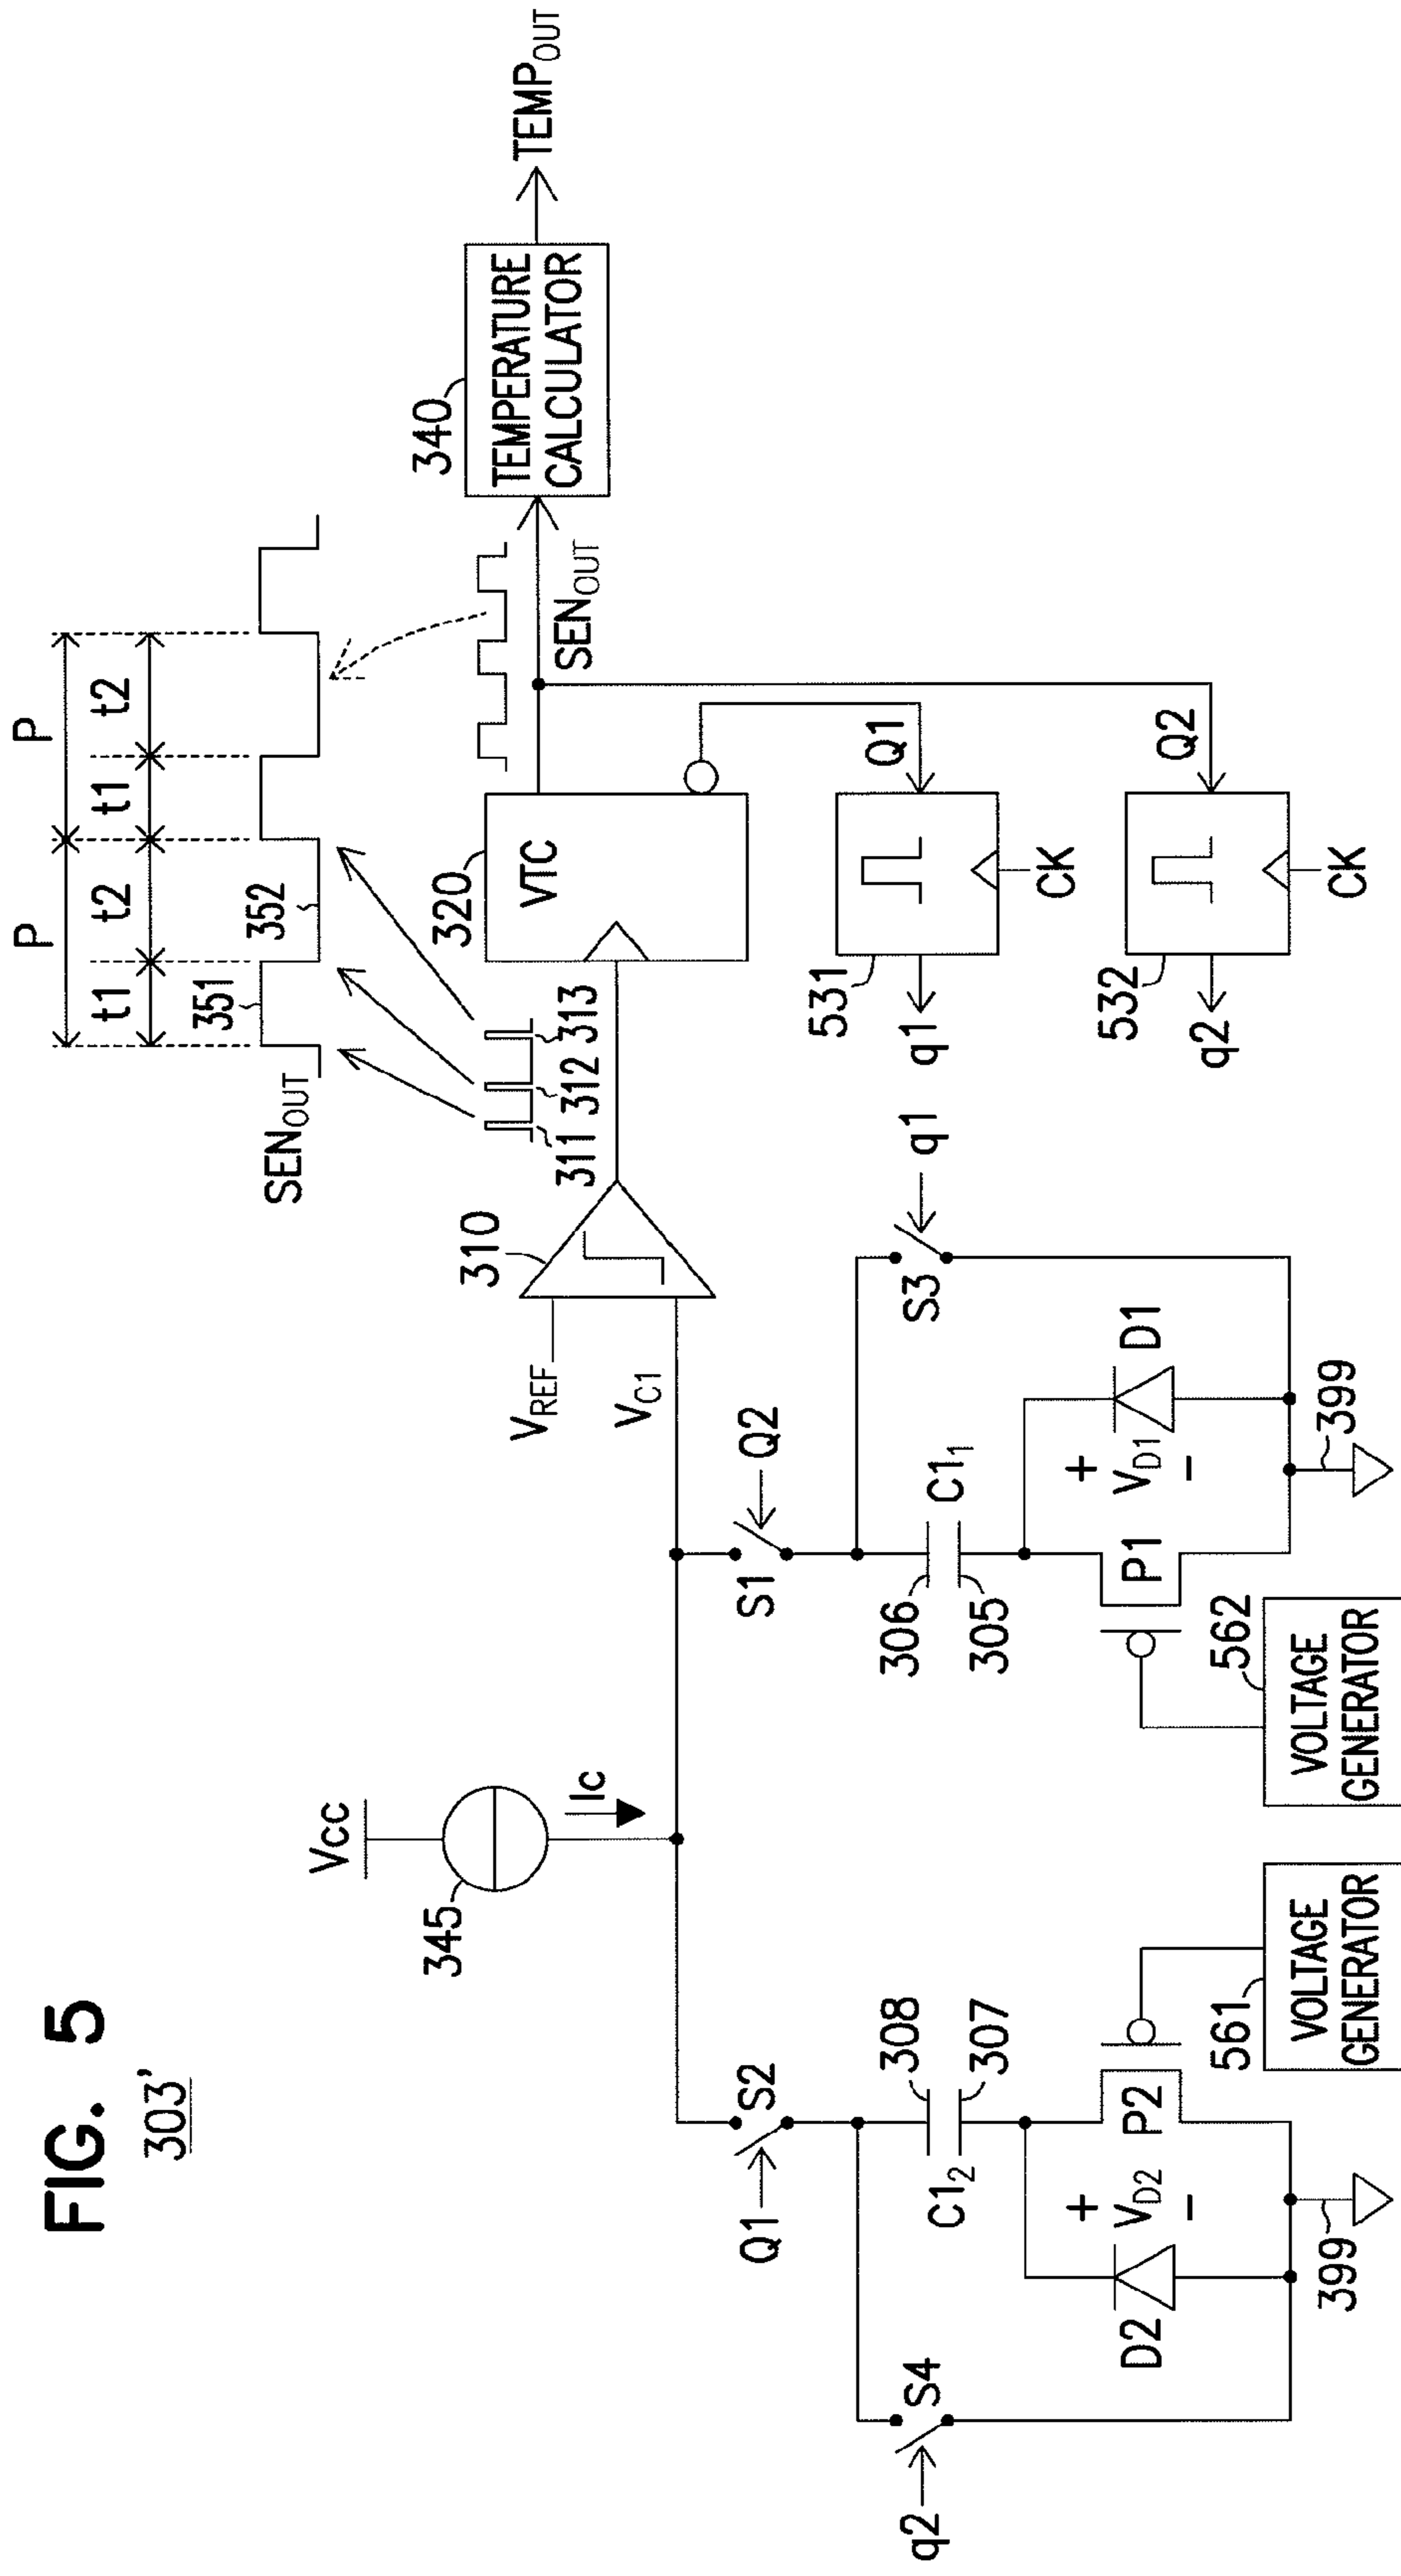 FIG. 5
303'
P
P
t1
t2
t1
t2
351
352
SEN_OUT
Vcc
345
Ic
V_REF
V_C1
310
311
312
313
320
VTC
SEN_OUT
340
TEMPERATURE
CALCULATOR
TEMP_OUT
Q1
531
CK
q1
Q2
532
CK
q2
Q1
S2
308
307
C1_2
q2
S4
D2
+
V_D2
−
P2
399
561
VOLTAGE
GENERATOR
S1
Q2
306
305
C1_1
S3
q1
P1
+
V_D1
−
D1
399
562
VOLTAGE
GENERATOR